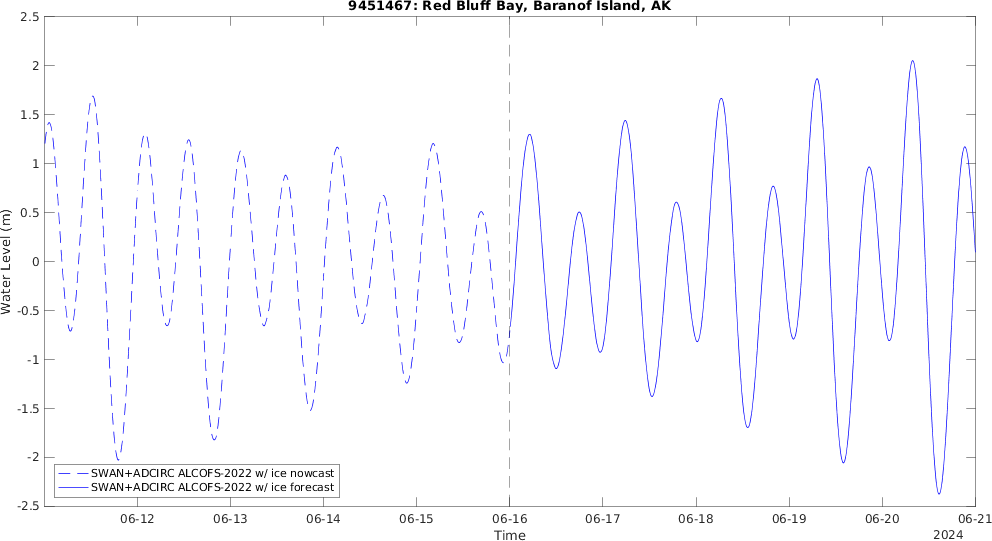 9451467: Red Bluff Bay, Baranof Island, AK
2.5
2
1.5
1
0.5
0
-0.5
-1
-1.5
-2
-2.5
Water Level (m)
SWAN+ADCIRC ALCOFS-2022 w/ ice nowcast
SWAN+ADCIRC ALCOFS-2022 w/ ice forecast
06-12 06-13 06-14 06-15 06-16 06-17 06-18 06-19 06-20 06-21
Time
2024